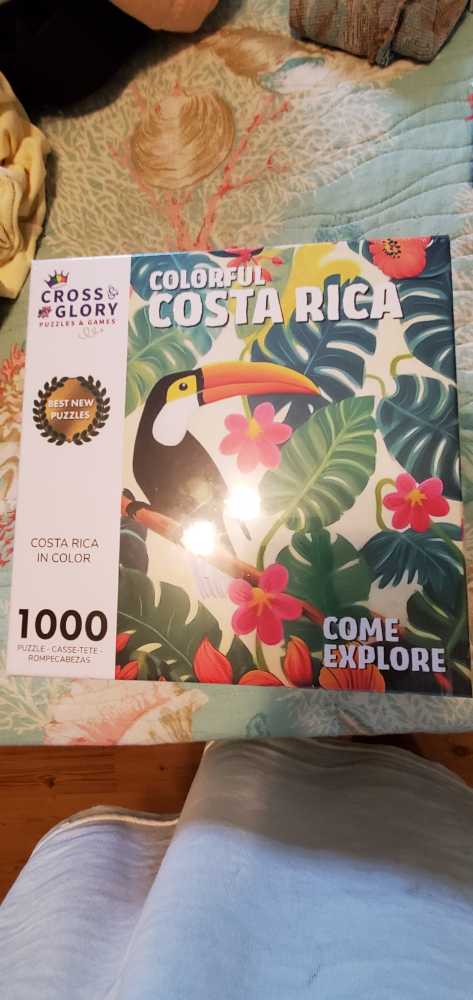 CROSS &
GLORY
PUZZLES & GAMES
BEST NEW
PUZZLES
COSTA RICA
IN COLOR
1000
PUZZLE - CASSE-TETE -
ROMPECABEZAS
COLORFUL
COSTA RICA
COME
EXPLORE